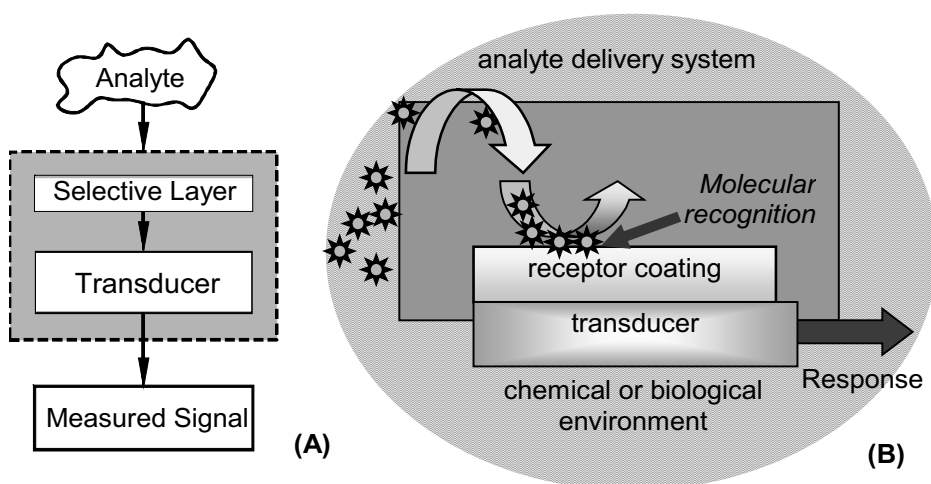 Analyte
Selective Layer
Transducer
Measured Signal
(A)
analyte delivery system
Molecular
recognition
receptor coating
transducer
Response
chemical or biological
environment
(B)